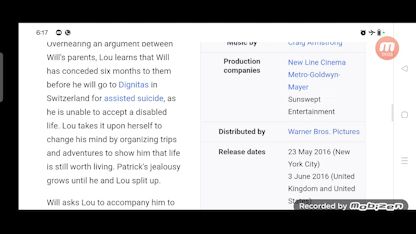 6:17
Overhearing an argument between
Will's parents, Lou learns that Will
has conceded six months to them
before he will go to Dignitas in
Switzerland for assisted suicide, as
he is unable to accept a disabled
life. Lou takes it upon herself to
change his mind by organizing trips
and adventures to show him that life
is still worth living. Patrick's jealousy
grows until he and Lou split up.
Will asks Lou to accompany him to
Music by
Craig Armstrong
Production
companies
New Line Cinema
Metro-Goldwyn-
Mayer
Sunswept
Entertainment
Distributed by
Warner Bros. Pictures
Release dates
23 May 2016 (New
York City)
3 June 2016 (United
Kingdom and United
States)
Recorded by
Mobizen